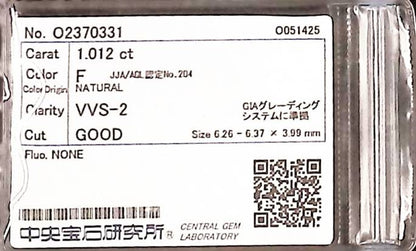 No. O2370331 O051425
Carat 1.012 ct
Color F JJA/AGL認定No.204
Color Origin NATURAL
Clarity VVS-2 GIAグレーディング
システムに準拠
Cut GOOD Size 6.26 - 6.37 × 3.99 mm
Fluo. NONE
中央宝石研究所® CENTRAL GEM
LABORATORY